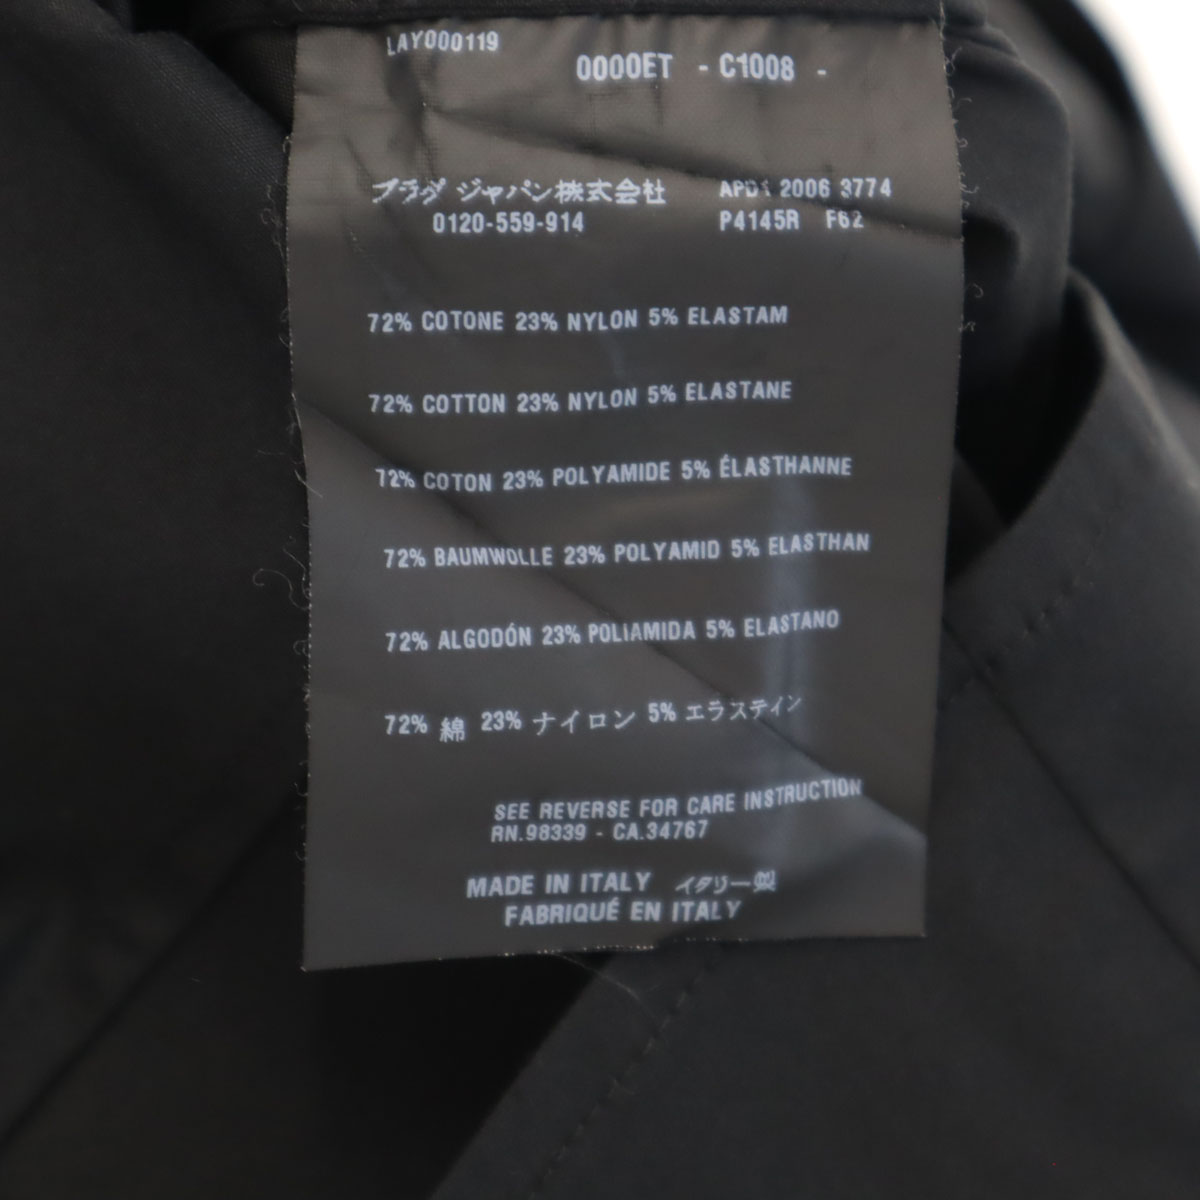 LAY000119
0000ET - C1008 -
プラダ ジャパン株式会社 APD1 2006 3774
0120-559-914 P4145R F62
72% COTONE 23% NYLON 5% ELASTAM
72% COTTON 23% NYLON 5% ELASTANE
72% COTON 23% POLYAMIDE 5% ÉLASTHANNE
72% BAUMWOLLE 23% POLYAMID 5% ELASTHAN
72% ALGODÓN 23% POLIAMIDA 5% ELASTANO
72% 綿 23% ナイロン 5% エラスティン
SEE REVERSE FOR CARE INSTRUCTION
RN.98339 - CA.34767
MADE IN ITALY イタリー製
FABRIQUÉ EN ITALY